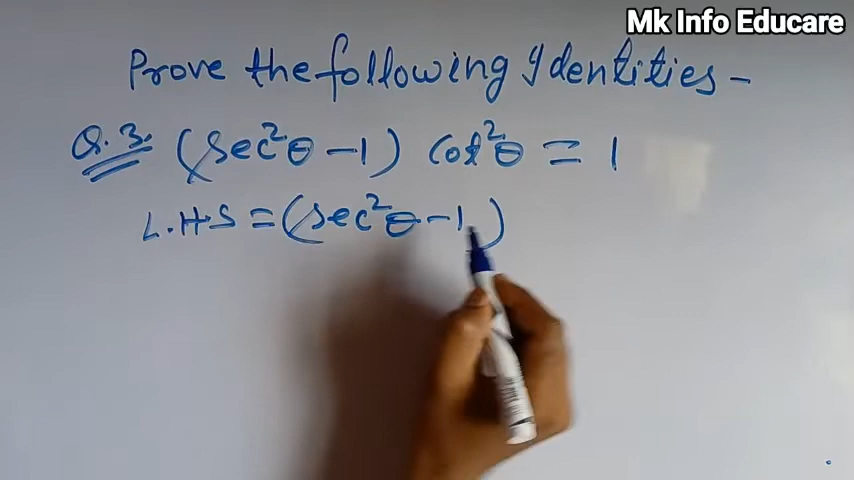 Mk Info Educare
Prove the following Identities -
Q.3. (sec²θ - 1) cot²θ = 1
L.H.S = (sec²θ - 1)